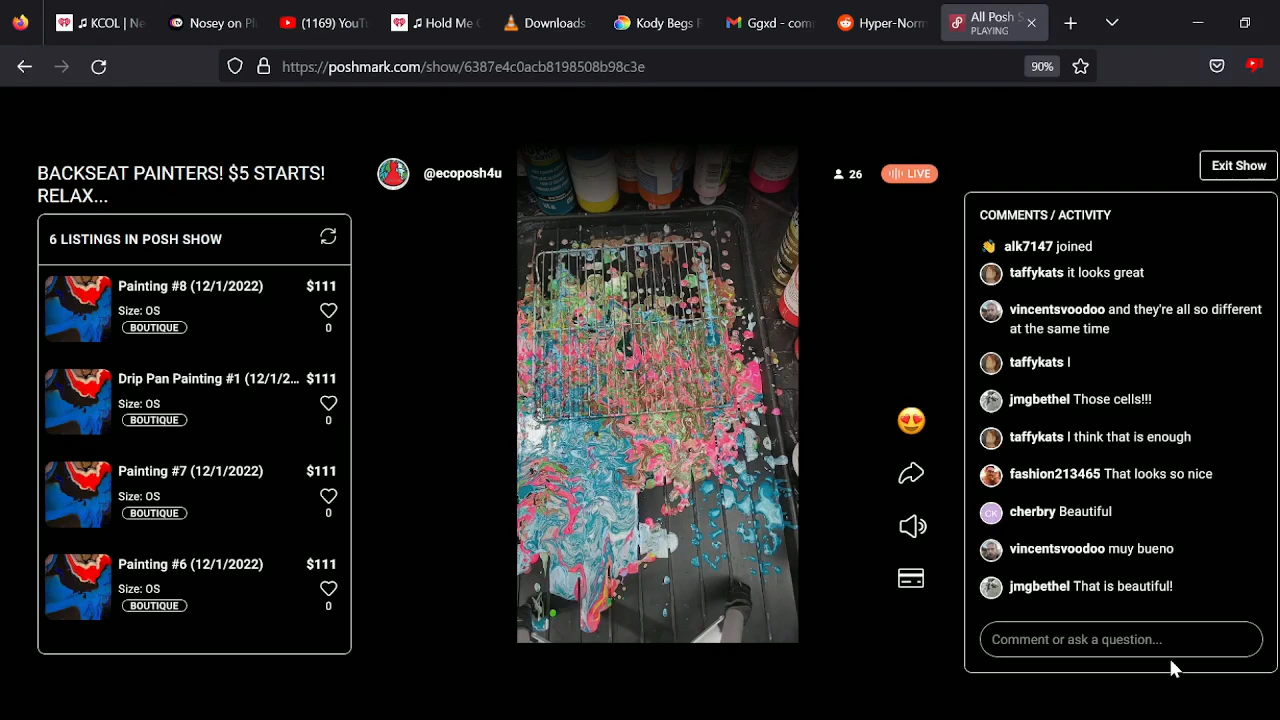 KCOL | Ne
Nosey on Pl
(1169) YouT
Hold Me C
Downloads
Kody Begs F
Ggxd - com
Hyper-Norm
All Posh S
PLAYING
https://poshmark.com/show/6387e4c0acb8198508b98c3e
90%
BACKSEAT PAINTERS! $5 STARTS!
RELAX...
@ecoposh4u
26
LIVE
Exit Show
6 LISTINGS IN POSH SHOW
Painting #8 (12/1/2022) $111
Size: OS
BOUTIQUE 0
Drip Pan Painting #1 (12/1/2... $111
Size: OS
BOUTIQUE 0
Painting #7 (12/1/2022) $111
Size: OS
BOUTIQUE 0
Painting #6 (12/1/2022) $111
Size: OS
BOUTIQUE 0
COMMENTS / ACTIVITY
alk7147 joined
taffykats it looks great
vincentsvoodoo and they're all so different
at the same time
taffykats I
jmgbethel Those cells!!!
taffykats I think that is enough
fashion213465 That looks so nice
CK cherbry Beautiful
vincentsvoodoo muy bueno
jmgbethel That is beautiful!
Comment or ask a question...